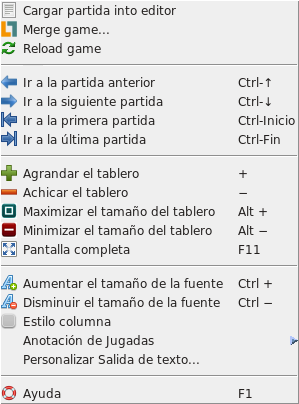 Cargar partida into editor
Merge game...
Reload game
Ir a la partida anterior Ctrl-↑
Ir a la siguiente partida Ctrl-↓
Ir a la primera partida Ctrl-Inicio
Ir a la última partida Ctrl-Fin
Agrandar el tablero +
Achicar el tablero −
Maximizar el tamaño del tablero Alt +
Minimizar el tamaño del tablero Alt −
Pantalla completa F11
Aumentar el tamaño de la fuente Ctrl +
Disminuir el tamaño de la fuente Ctrl −
Estilo columna
Anotación de Jugadas
Personalizar Salida de texto...
Ayuda F1